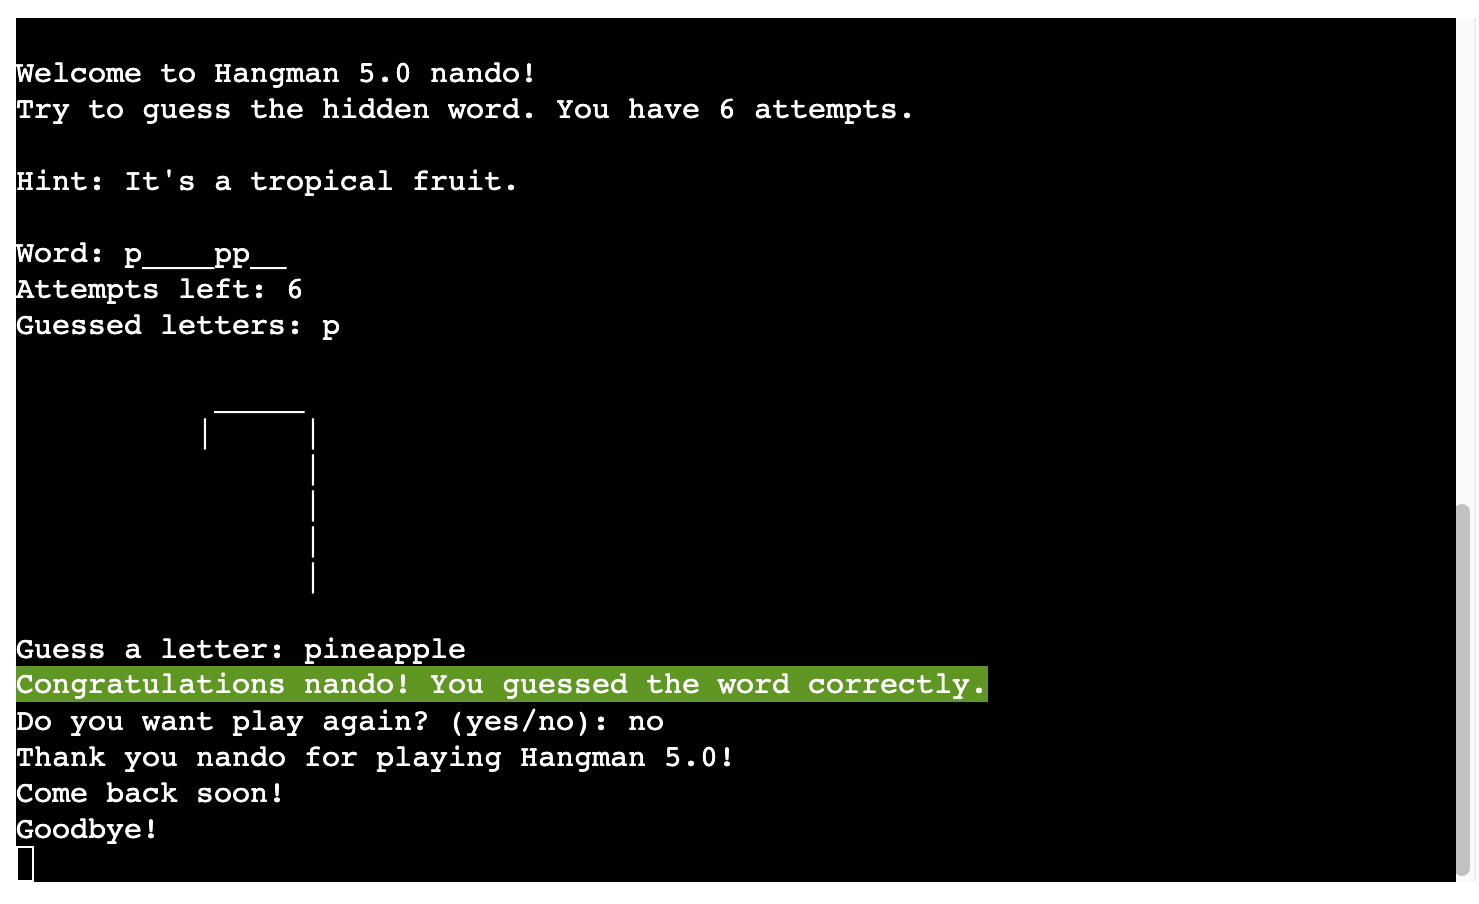 Welcome to Hangman 5.0 nando!
Try to guess the hidden word. You have 6 attempts.
Hint: It's a tropical fruit.
Word: p____pp__
Attempts left: 6
Guessed letters: p
Guess a letter: pineapple
Congratulations nando! You guessed the word correctly.
Do you want play again? (yes/no): no
Thank you nando for playing Hangman 5.0!
Come back soon!
Goodbye!